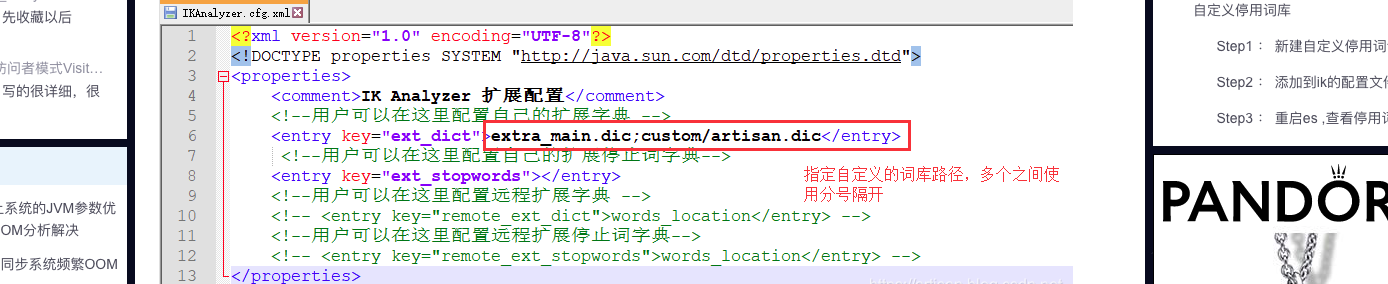 先收藏以后
访问者模式Visit...
写的很详细，很
上系统的JVM参数优
OOM分析解决
同步系统频繁OOM
IKAnalyzer.cfg.xml
1 <?xml version="1.0" encoding="UTF-8"?>
2 <!DOCTYPE properties SYSTEM "http://java.sun.com/dtd/properties.dtd">
3 <properties>
4 <comment>IK Analyzer 扩展配置</comment>
5 <!--用户可以在这里配置自己的扩展字典 -->
6 <entry key="ext_dict">extra_main.dic;custom/artisan.dic</entry>
7 <!--用户可以在这里配置自己的扩展停止词字典-->
8 <entry key="ext_stopwords"></entry>
9 <!--用户可以在这里配置远程扩展字典 -->
10 <!-- <entry key="remote_ext_dict">words_location</entry> -->
11 <!--用户可以在这里配置远程扩展停止词字典-->
12 <!-- <entry key="remote_ext_stopwords">words_location</entry> -->
13 </properties>
指定自定义的词库路径，多个之间使
用分号隔开
自定义停用词库
Step1： 新建自定义停用词
Step2： 添加到ik的配置文件
Step3： 重启es ,查看停用词
PANDOR